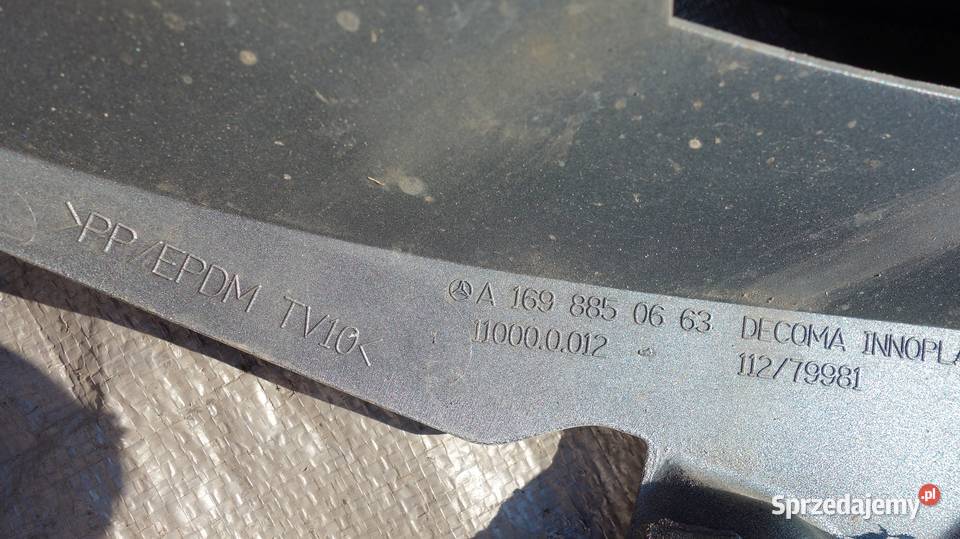 >PP/EPDM TV10<
A 169 885 06 63
11000.0.012
DECOMA INNOPLA
112/79981
Sprzedajemy.pl